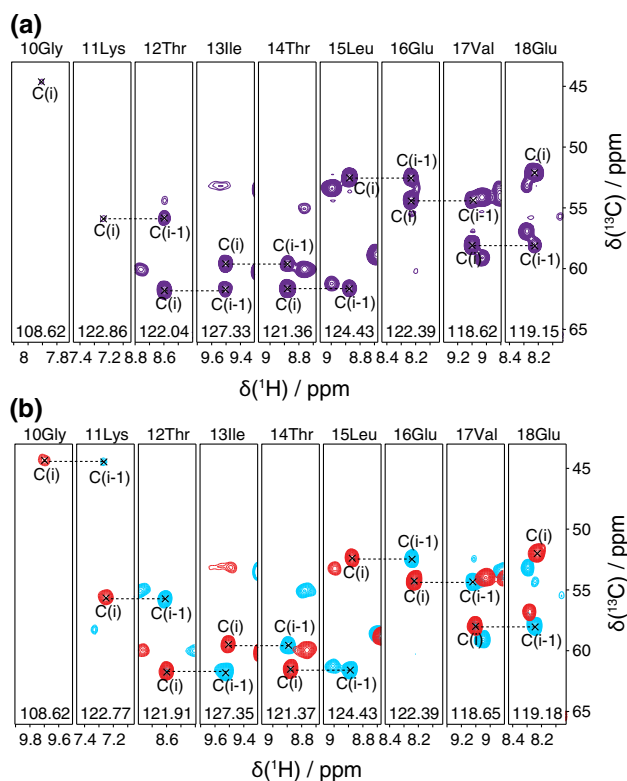 (a)
10Gly 11Lys 12Thr 13Ile 14Thr 15Leu 16Glu 17Val 18Glu
C(i)
C(i)
C(i-1)
C(i)
C(i)
C(i-1)
C(i-1)
C(i)
C(i)
C(i-1)
C(i-1)
C(i)
C(i-1)
C(i)
C(i)
C(i-1)
45
50
55
60
65
δ(¹³C) / ppm
108.62 122.86 122.04 127.33 121.36 124.43 122.39 118.62 119.15
8 7.8 7.4 7.2 8.8 8.6 9.6 9.4 9 8.8 9 8.8 8.4 8.2 9.2 9 8.4 8.2
δ(¹H) / ppm
(b)
10Gly 11Lys 12Thr 13Ile 14Thr 15Leu 16Glu 17Val 18Glu
C(i)
C(i-1)
C(i)
C(i-1)
C(i)
C(i)
C(i-1)
C(i-1)
C(i)
C(i)
C(i-1)
C(i-1)
C(i)
C(i-1)
C(i)
C(i)
C(i-1)
45
50
55
60
65
δ(¹³C) / ppm
108.62 122.77 121.91 127.35 121.37 124.43 122.39 118.65 119.18
9.8 9.6 7.4 7.2 8.6 9.6 9.4 9 8.8 9 8.8 8.4 8.2 9.2 9 8.4 8.2
δ(¹H) / ppm